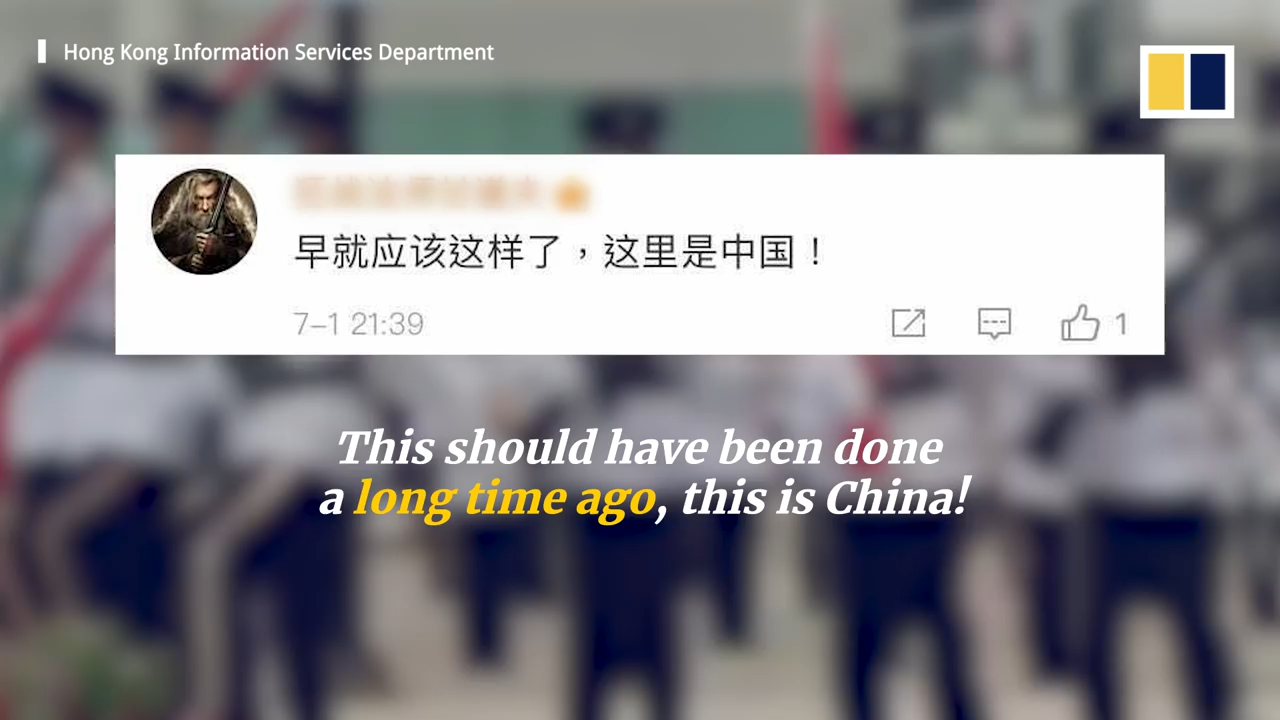 Hong Kong Information Services Department
早就应该这样了，这里是中国！
7–1 21:39
1
This should have been done
a long time ago, this is China!